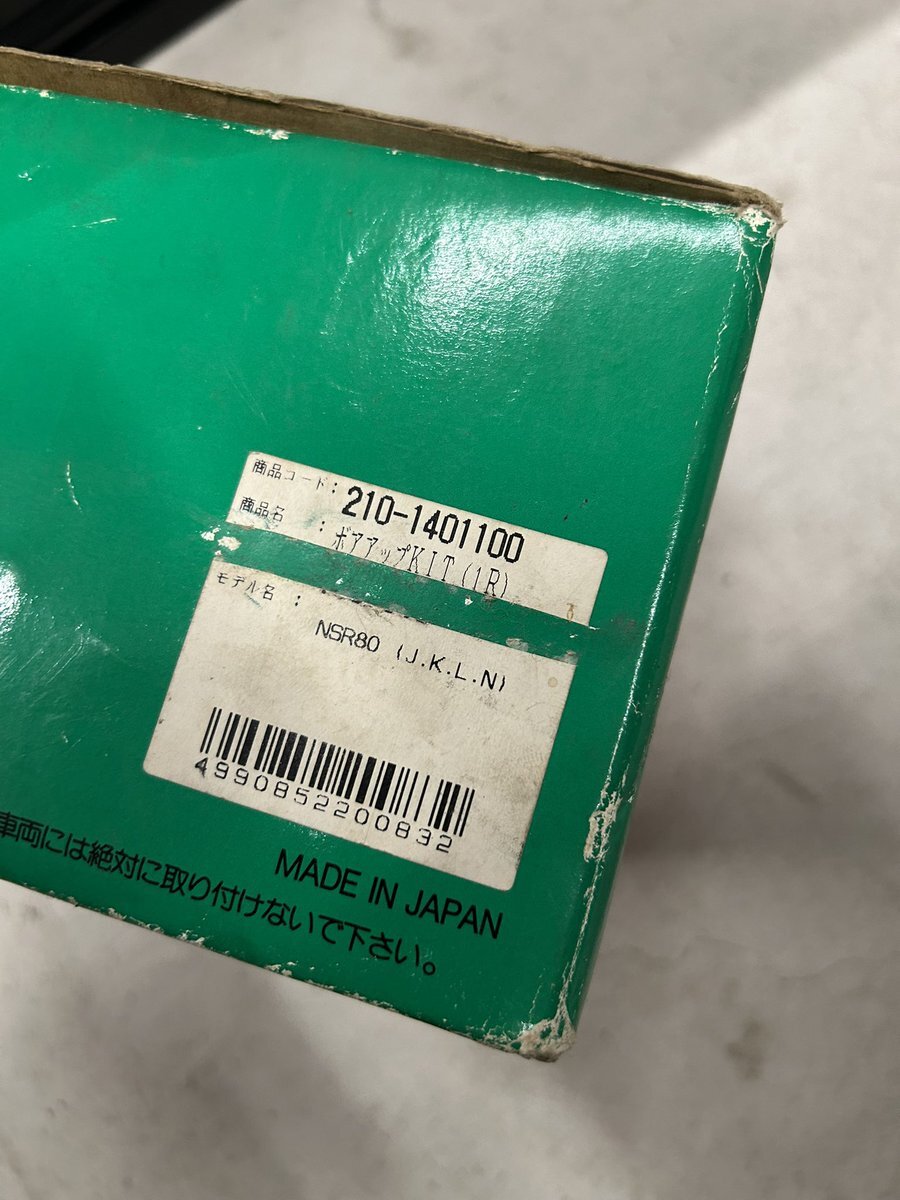 商品コード: 210-1401100
商品名 : ボアアップKIT(1R)
モデル名 :
NSR80 (J.K.L.N)
4990852200832
MADE IN JAPAN
車両には絶対に取り付けないで下さい。